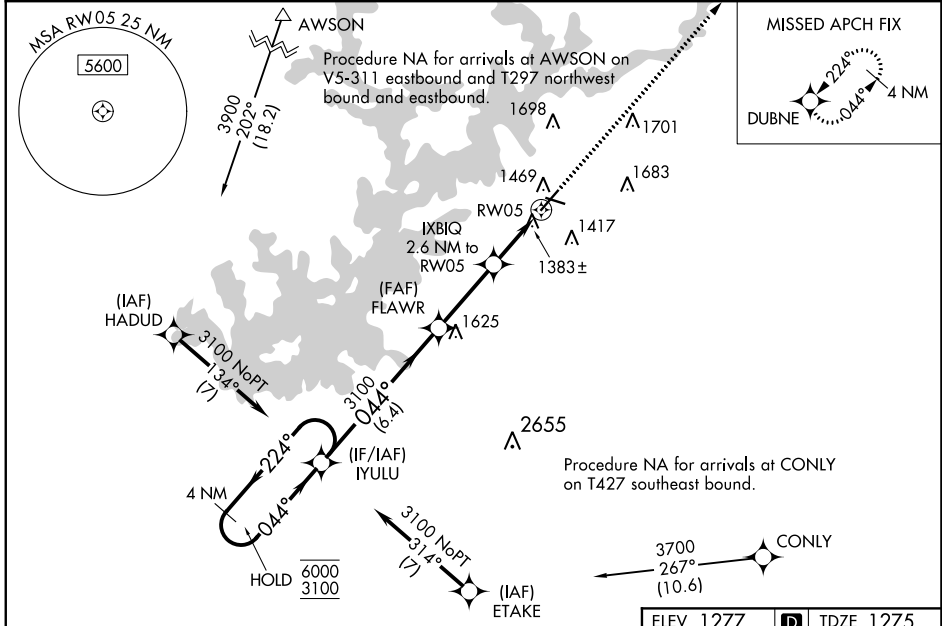 MSA RW05 25 NM
5600
AWSON
3900
202°
(18.2)
Procedure NA for arrivals at AWSON on
V5-311 eastbound and T297 northwest
bound and eastbound.
MISSED APCH FIX
224°
044°
4 NM
DUBNE
1698
1701
1469
1683
RW05
1417
1383±
IXBIQ
2.6 NM to
RW05
(FAF)
FLAWR
1625
(IAF)
HADUD
3100 NoPT
134°
(7)
3100
044°
(6.4)
2655
(IF/IAF)
IYULU
224°
044°
4 NM
HOLD
6000
3100
Procedure NA for arrivals at CONLY
on T427 southeast bound.
3100 NoPT
314°
(7)
(IAF)
ETAKE
3700
267°
(10.6)
CONLY
ELEV 1277
D
TDZE 1275